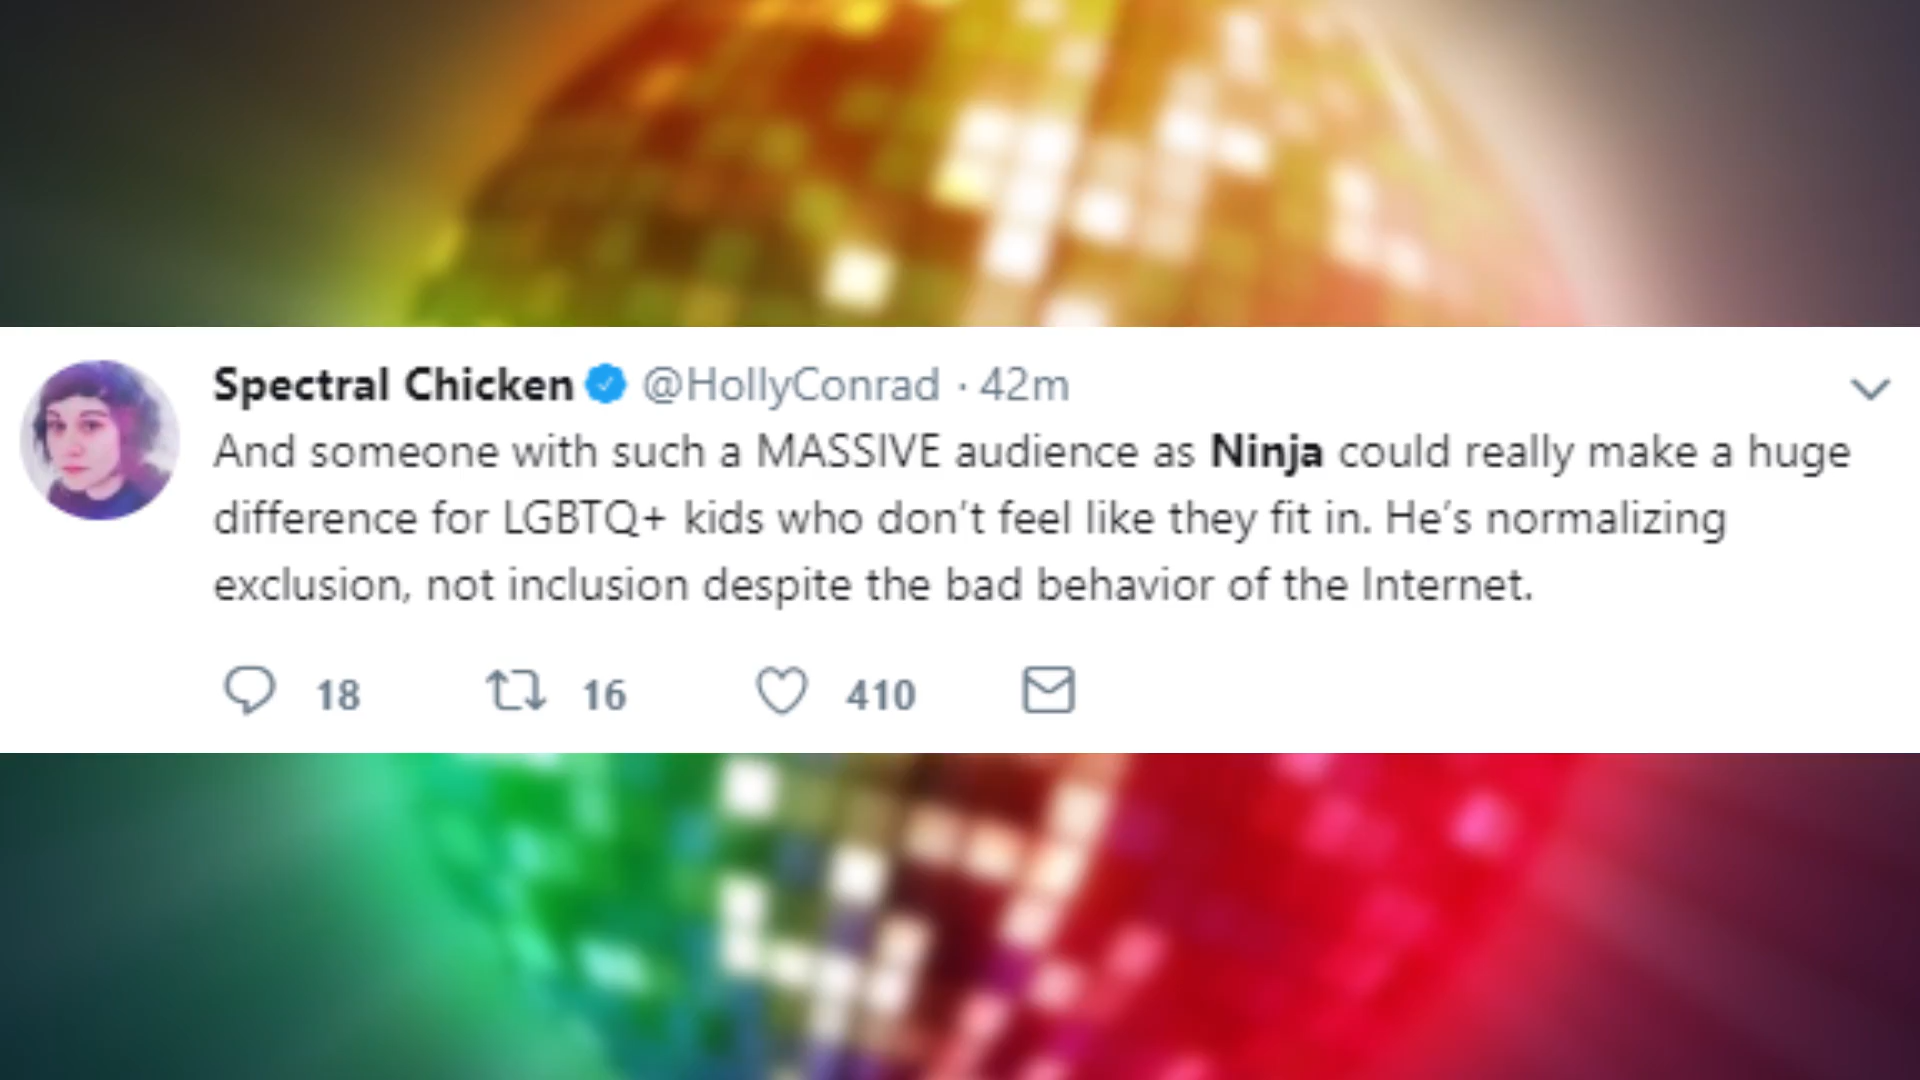 Spectral Chicken @HollyConrad · 42m
And someone with such a MASSIVE audience as Ninja could really make a huge
difference for LGBTQ+ kids who don’t feel like they fit in. He’s normalizing
exclusion, not inclusion despite the bad behavior of the Internet.
18 16 410